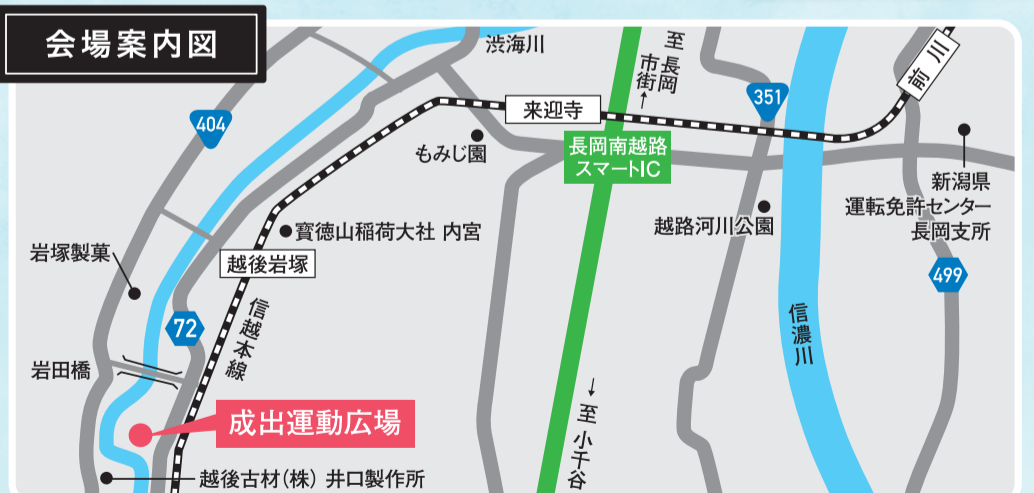 会場案内図
渋海川
至長岡
市街→
351
前川
404
来迎寺
もみじ園
長岡南越路
スマートIC
新潟県
運転免許センター
長岡支所
越路河川公園
寳徳山稲荷大社 内宮
岩塚製菓
越後岩塚
499
信越本線
72
信濃川
岩田橋
→至 小千谷
成出運動広場
越後古材(株) 井口製作所